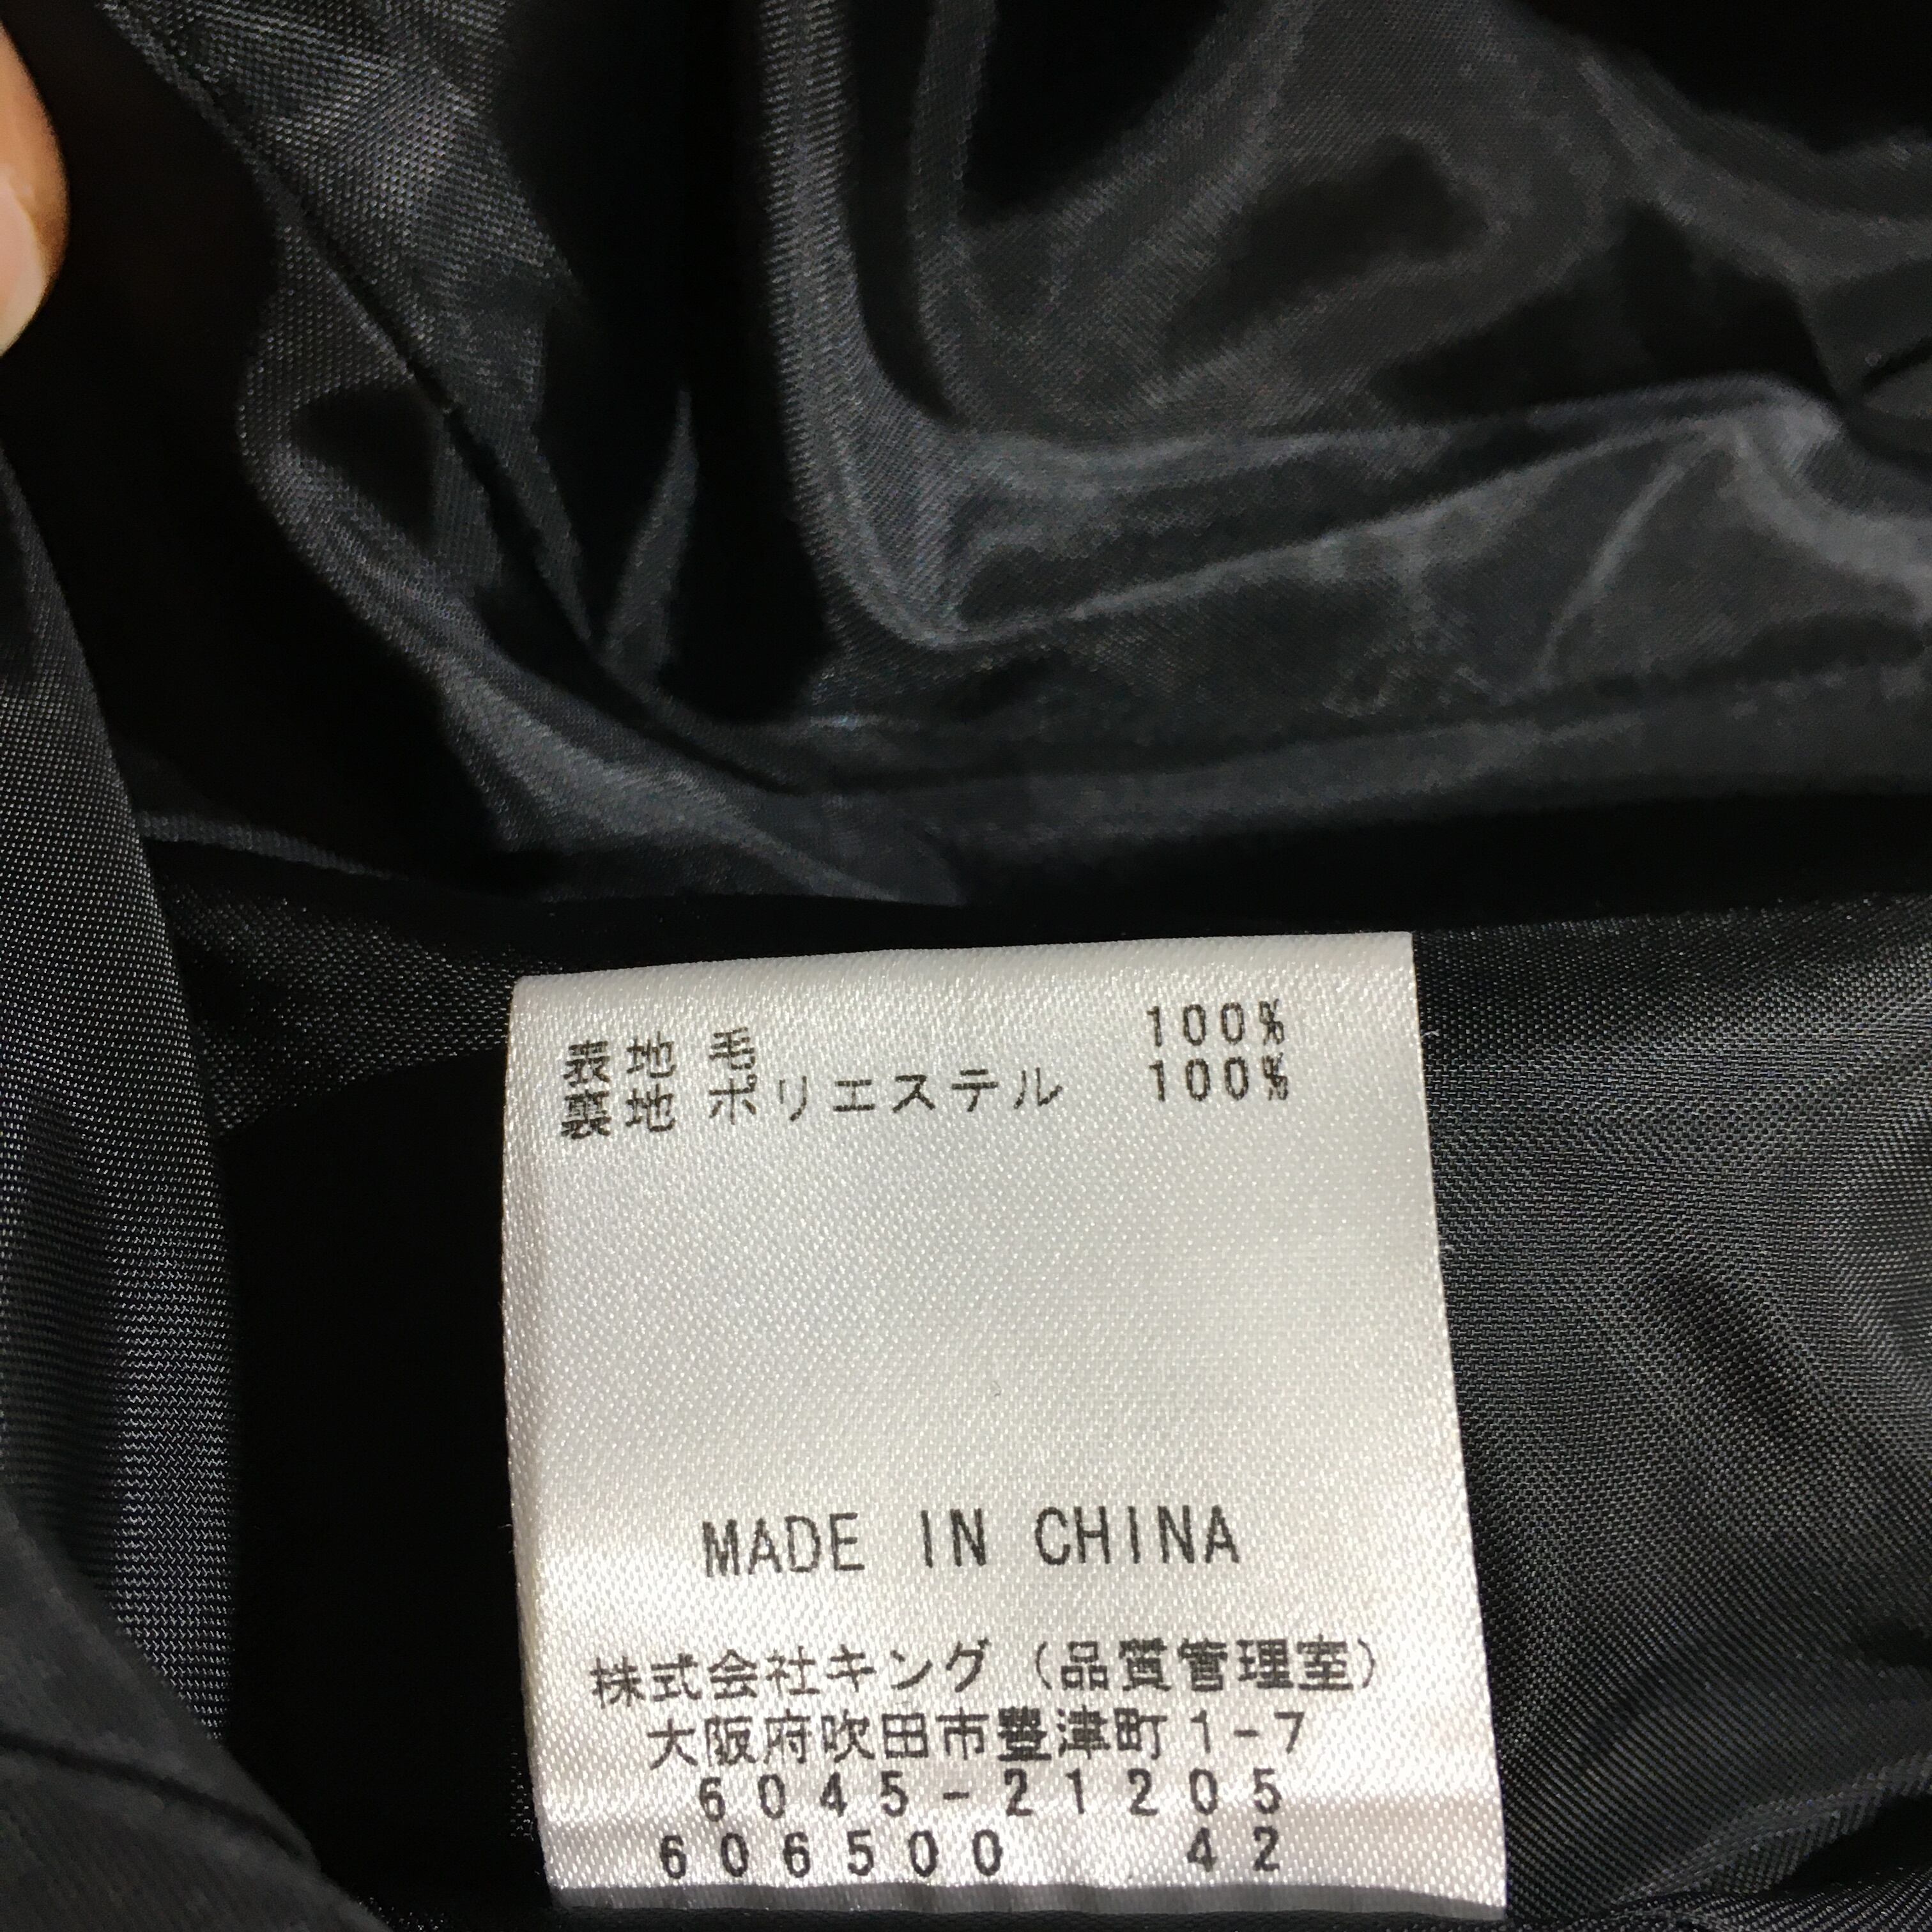 表地 毛 100%
裏地 ポリエステル 100%
MADE IN CHINA
株式会社キング（品質管理室）
大阪府吹田市豊津町1-7
6045-21205
606500 42